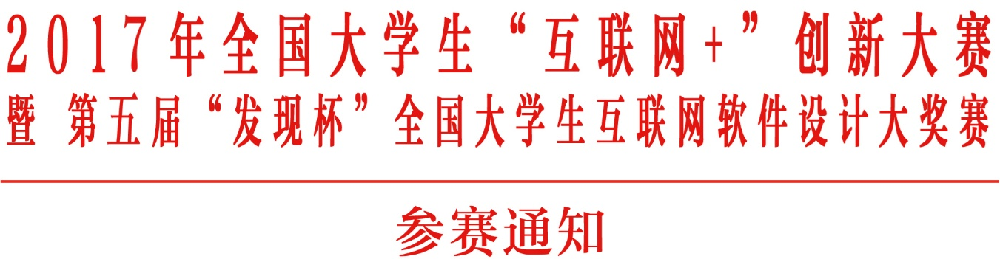 2017年全国大学生“互联网+”创新大赛
暨 第五届“发现杯”全国大学生互联网软件设计大奖赛
参赛通知